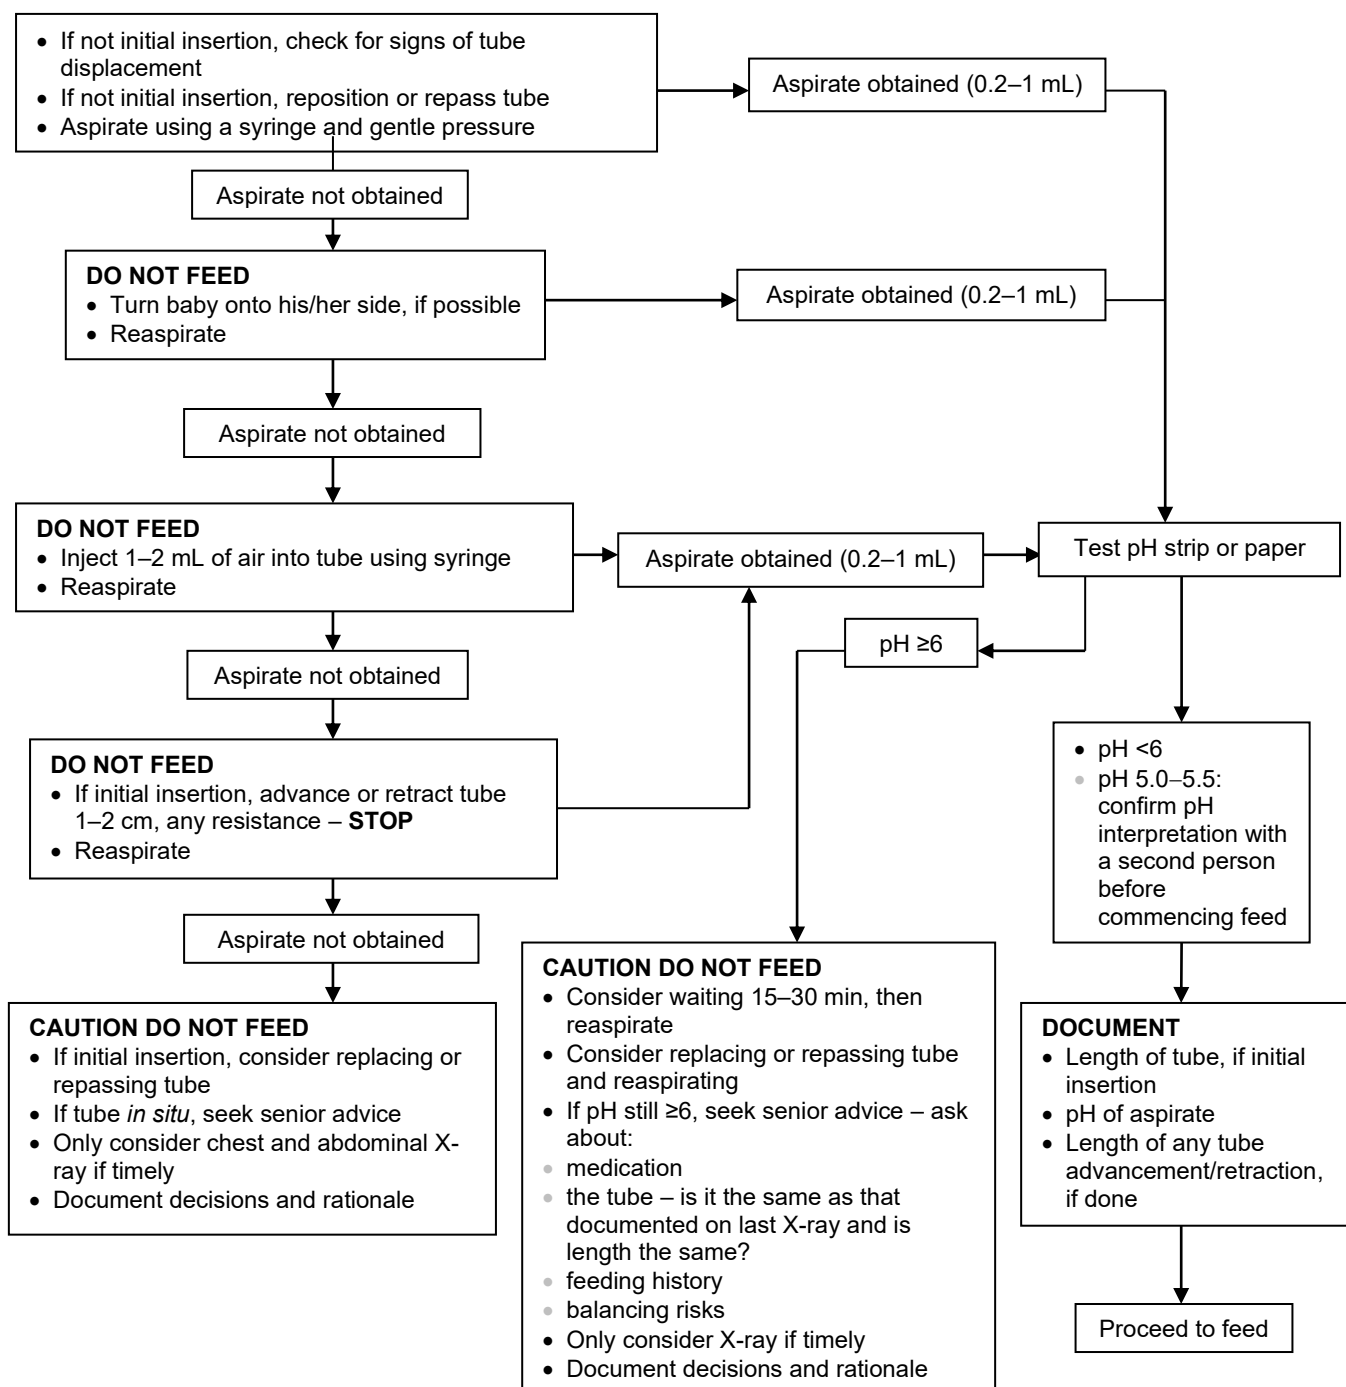 • If not initial insertion, check for signs of tube
displacement
• If not initial insertion, reposition or repass tube
• Aspirate using a syringe and gentle pressure
Aspirate obtained (0.2–1 mL)
Aspirate not obtained
DO NOT FEED
• Turn baby onto his/her side, if possible
• Reaspirate
Aspirate obtained (0.2–1 mL)
Aspirate not obtained
DO NOT FEED
• Inject 1–2 mL of air into tube using syringe
• Reaspirate
Aspirate obtained (0.2–1 mL)
Test pH strip or paper
pH ≥6
Aspirate not obtained
DO NOT FEED
• If initial insertion, advance or retract tube
1–2 cm, any resistance – STOP
• Reaspirate
• pH <6
• pH 5.0–5.5:
confirm pH
interpretation with
a second person
before
commencing feed
Aspirate not obtained
CAUTION DO NOT FEED
• If initial insertion, consider replacing or
repassing tube
• If tube in situ, seek senior advice
• Only consider chest and abdominal X-
ray if timely
• Document decisions and rationale
CAUTION DO NOT FEED
• Consider waiting 15–30 min, then
reaspirate
• Consider replacing or repassing tube
and reaspirating
• If pH still ≥6, seek senior advice – ask
about:
• medication
• the tube – is it the same as that
documented on last X-ray and is
length the same?
• feeding history
• balancing risks
• Only consider X-ray if timely
• Document decisions and rationale
DOCUMENT
• Length of tube, if initial
insertion
• pH of aspirate
• Length of any tube
advancement/retraction,
if done
Proceed to feed